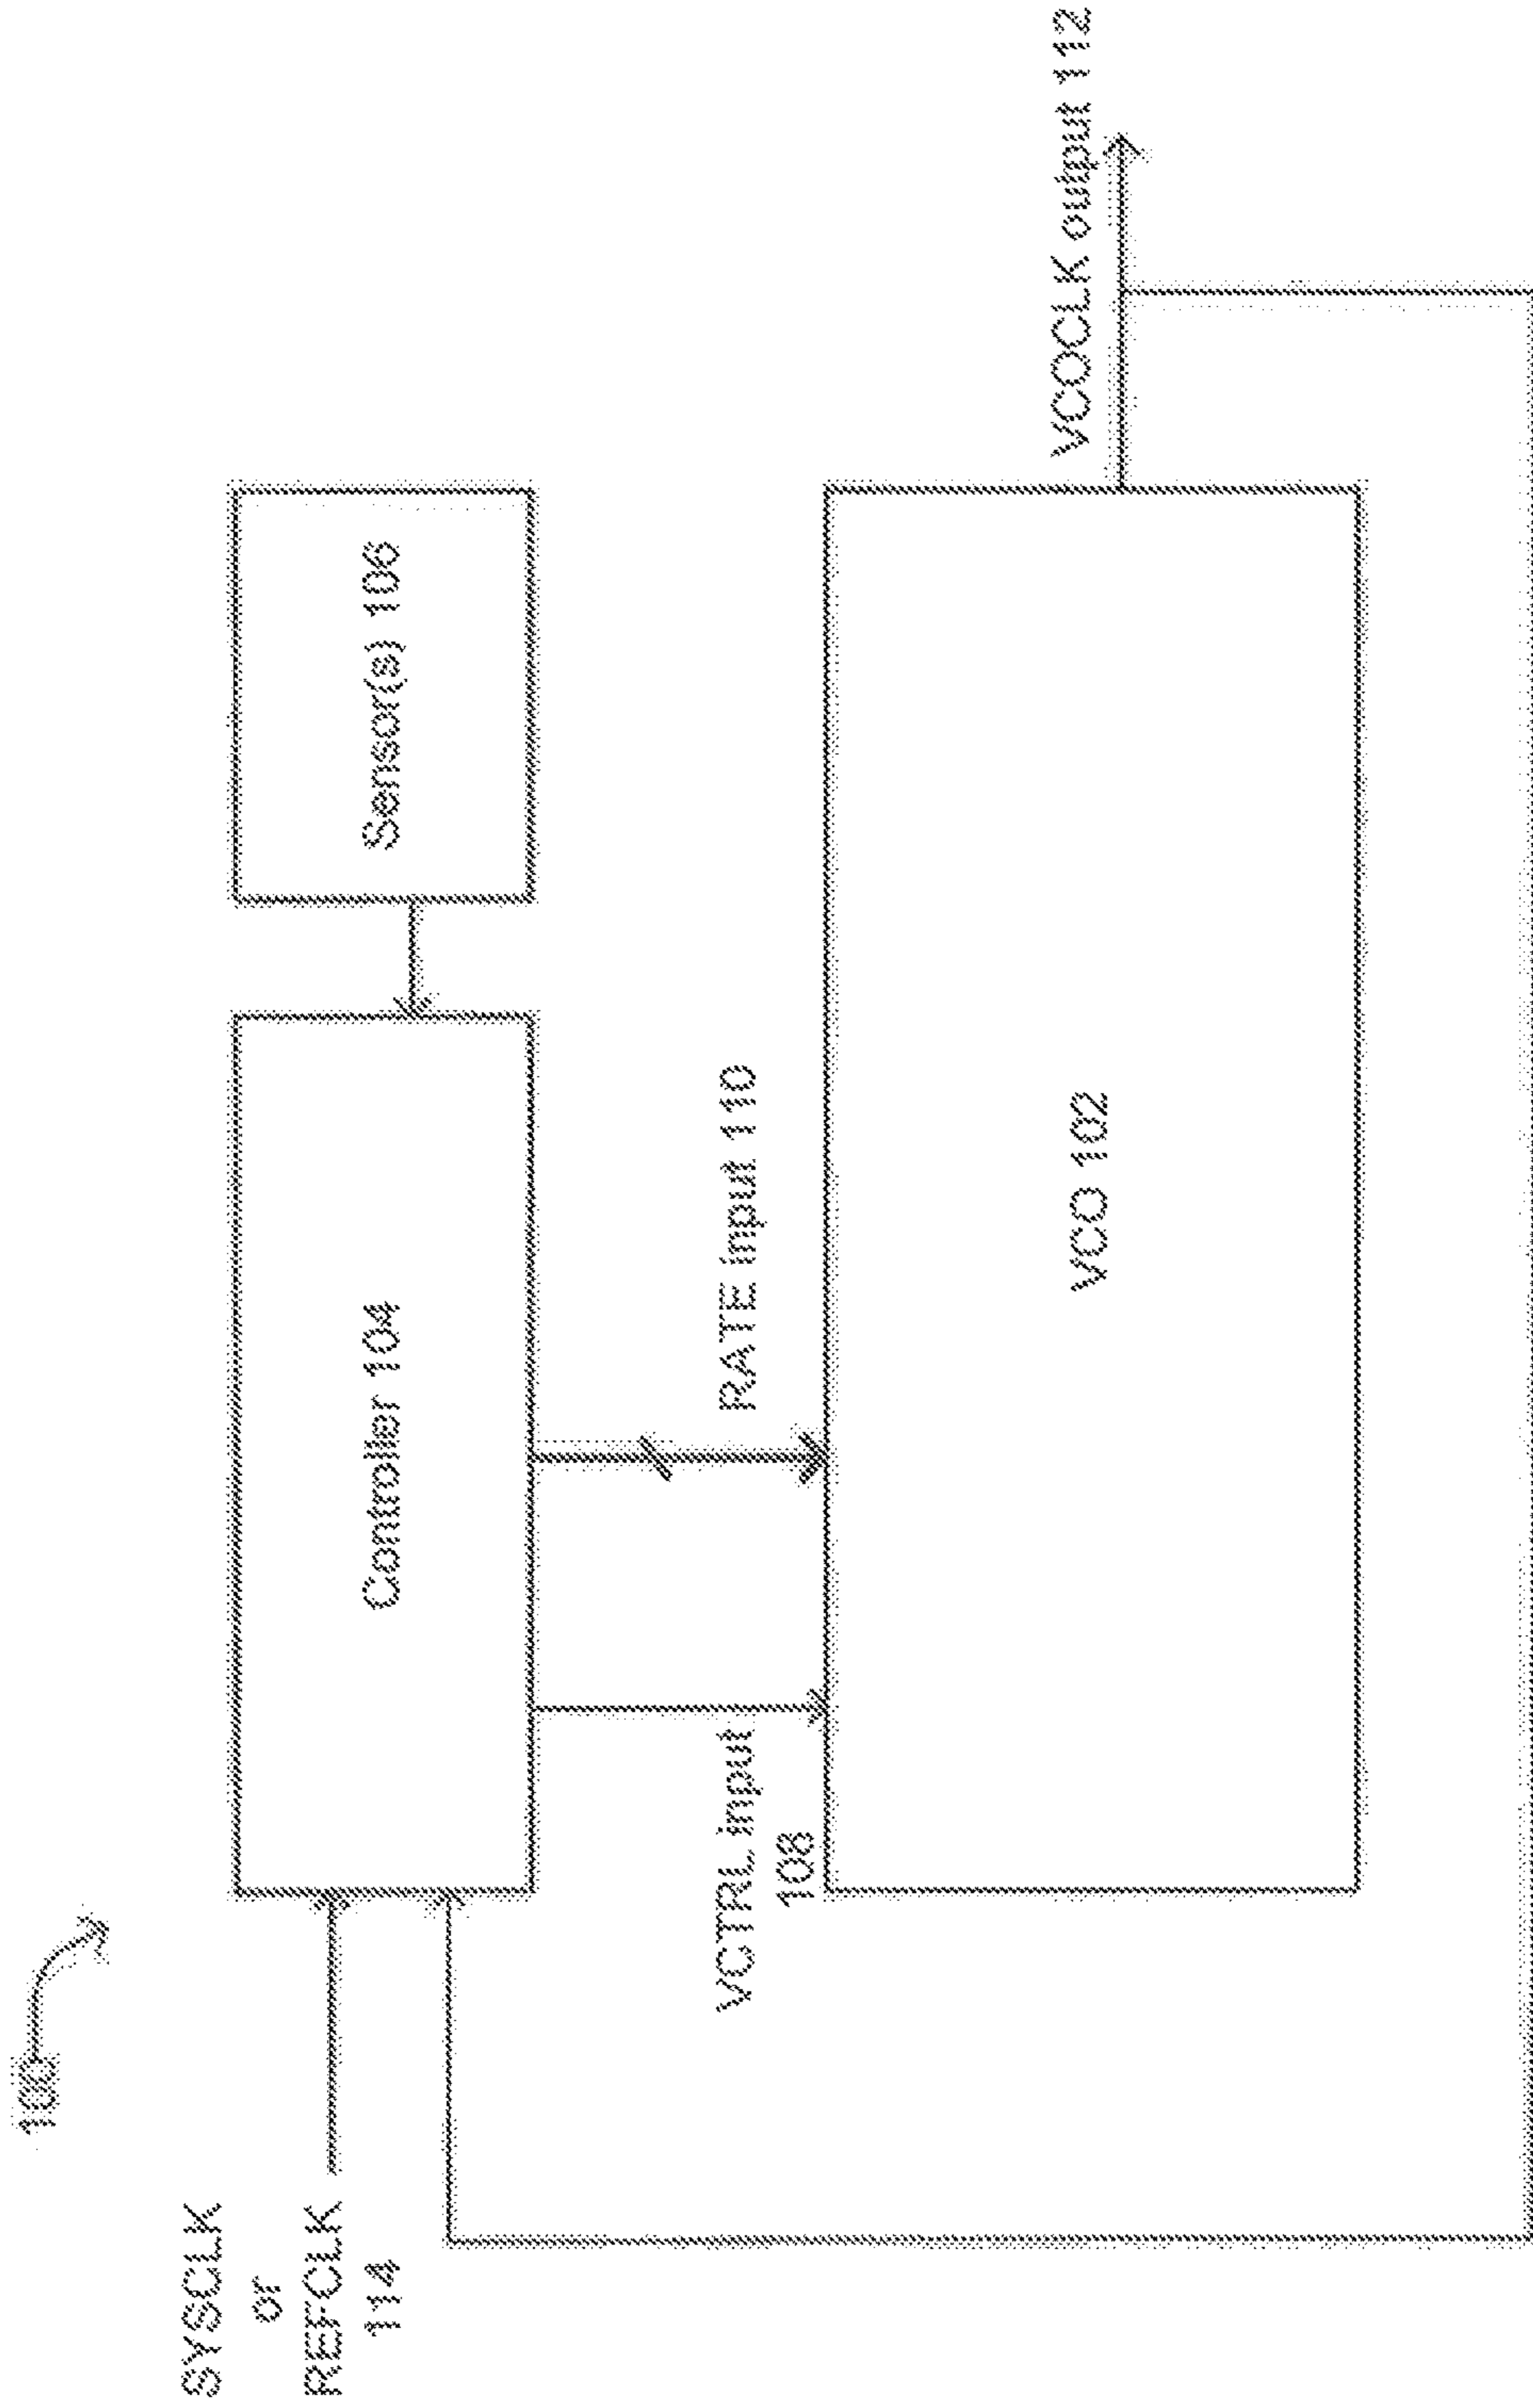 100
SYSCLK
or
REFCLK
114
Controller 104
Sensor(s) 106
VCTRL input
108
RATE input 110
VCO 102
VCOCLK output 112